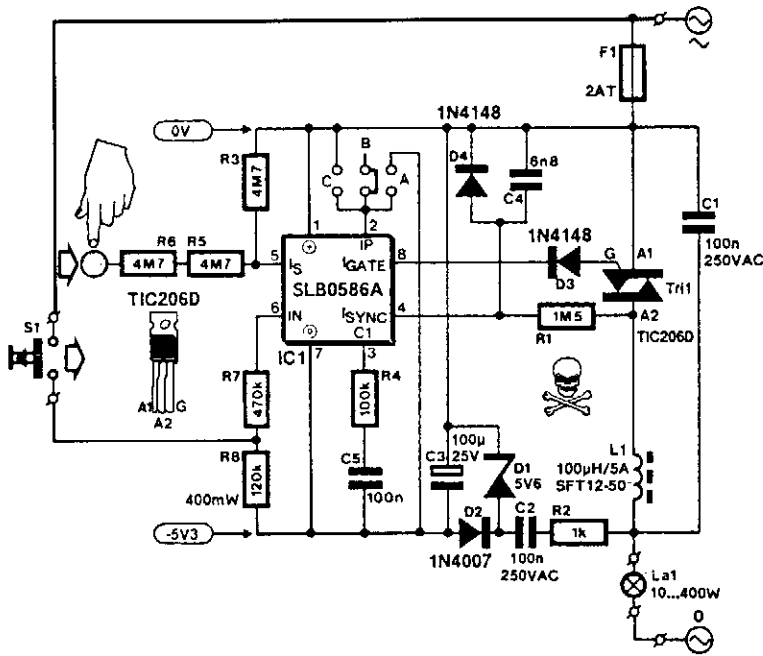 F1
2AT
1N4148
0V
B
D4
6n8
R3
4M7
C
A
C4
C1
100n
250VAC
1
2
IP
1N4148
R6
R5
4M7
4M7
5
IS
IGATE
8
G
A1
D3
Tri1
SLB0586A
TIC206D
6
IN
ISYNC
4
1M5
A2
R1
TIC206D
S1
C1
IC1
7
3
R7
470k
R4
100k
A1
G
A2
L1
100µH/5A
SFT12-50
R8
120k
400mW
C5
100n
100µ
C3
25V
D1
5V6
-5V3
D2
C2
R2
1k
1N4007
100n
250VAC
La1
10...400W
0